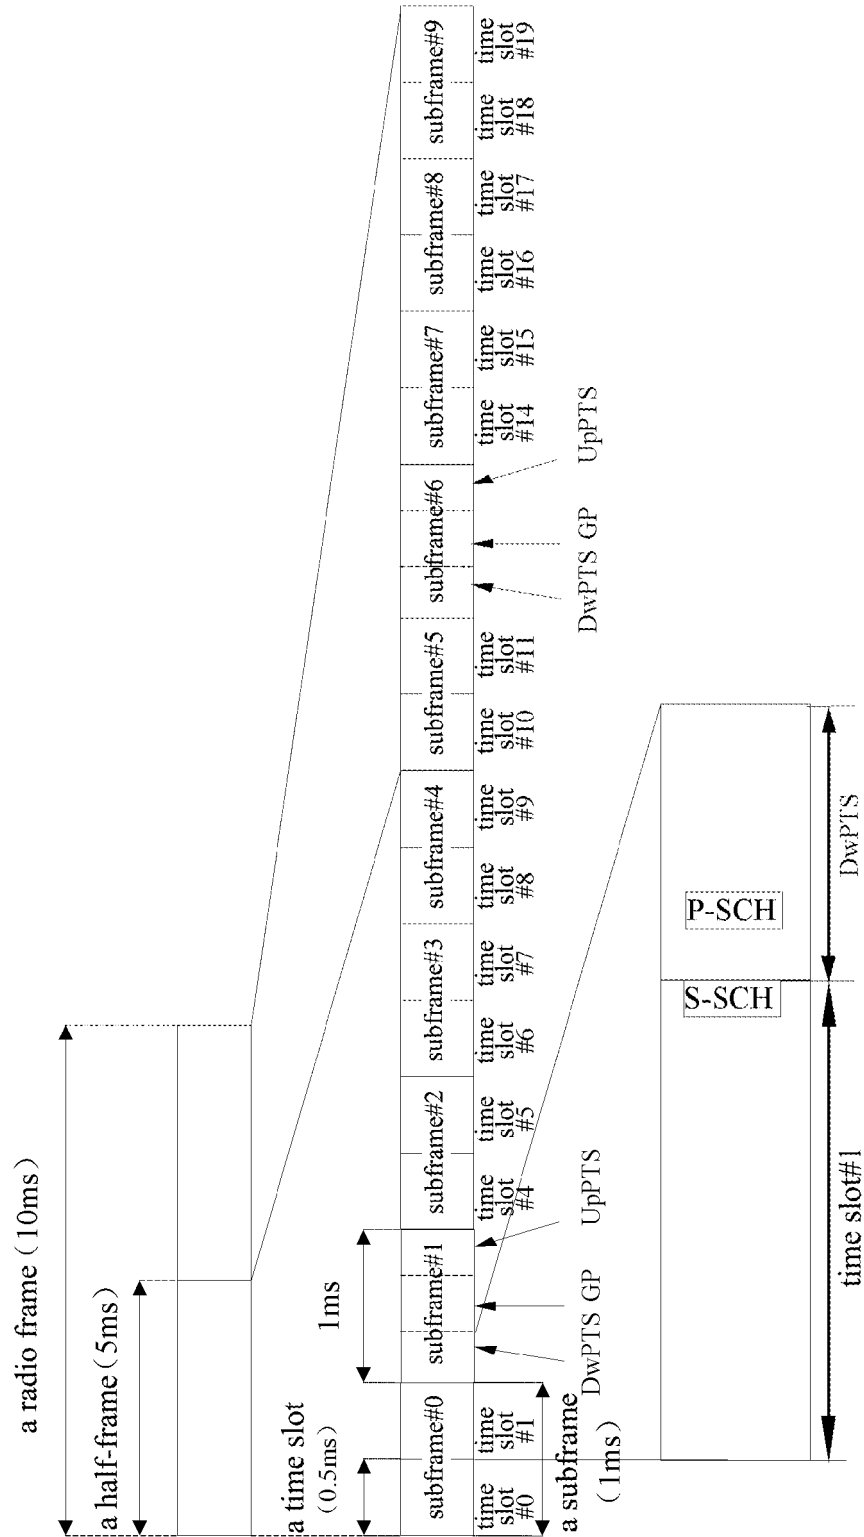 a radio frame（10ms）
a half-frame（5ms）
a time slot
（0.5ms）
1ms
subframe#0
subframe#1
subframe#2
subframe#3
subframe#4
subframe#5
subframe#6
subframe#7
subframe#8
subframe#9
time
slot
#0
time
slot
#1
time
slot
#4
time
slot
#5
time
slot
#6
time
slot
#7
time
slot
#8
time
slot
#9
time
slot
#10
time
slot
#11
time
slot
#14
time
slot
#15
time
slot
#16
time
slot
#17
time
slot
#18
time
slot
#19
a subframe
（1ms）
DwPTS GP
UpPTS
DwPTS GP
UpPTS
S-SCH
P-SCH
time slot#1
DwPTS